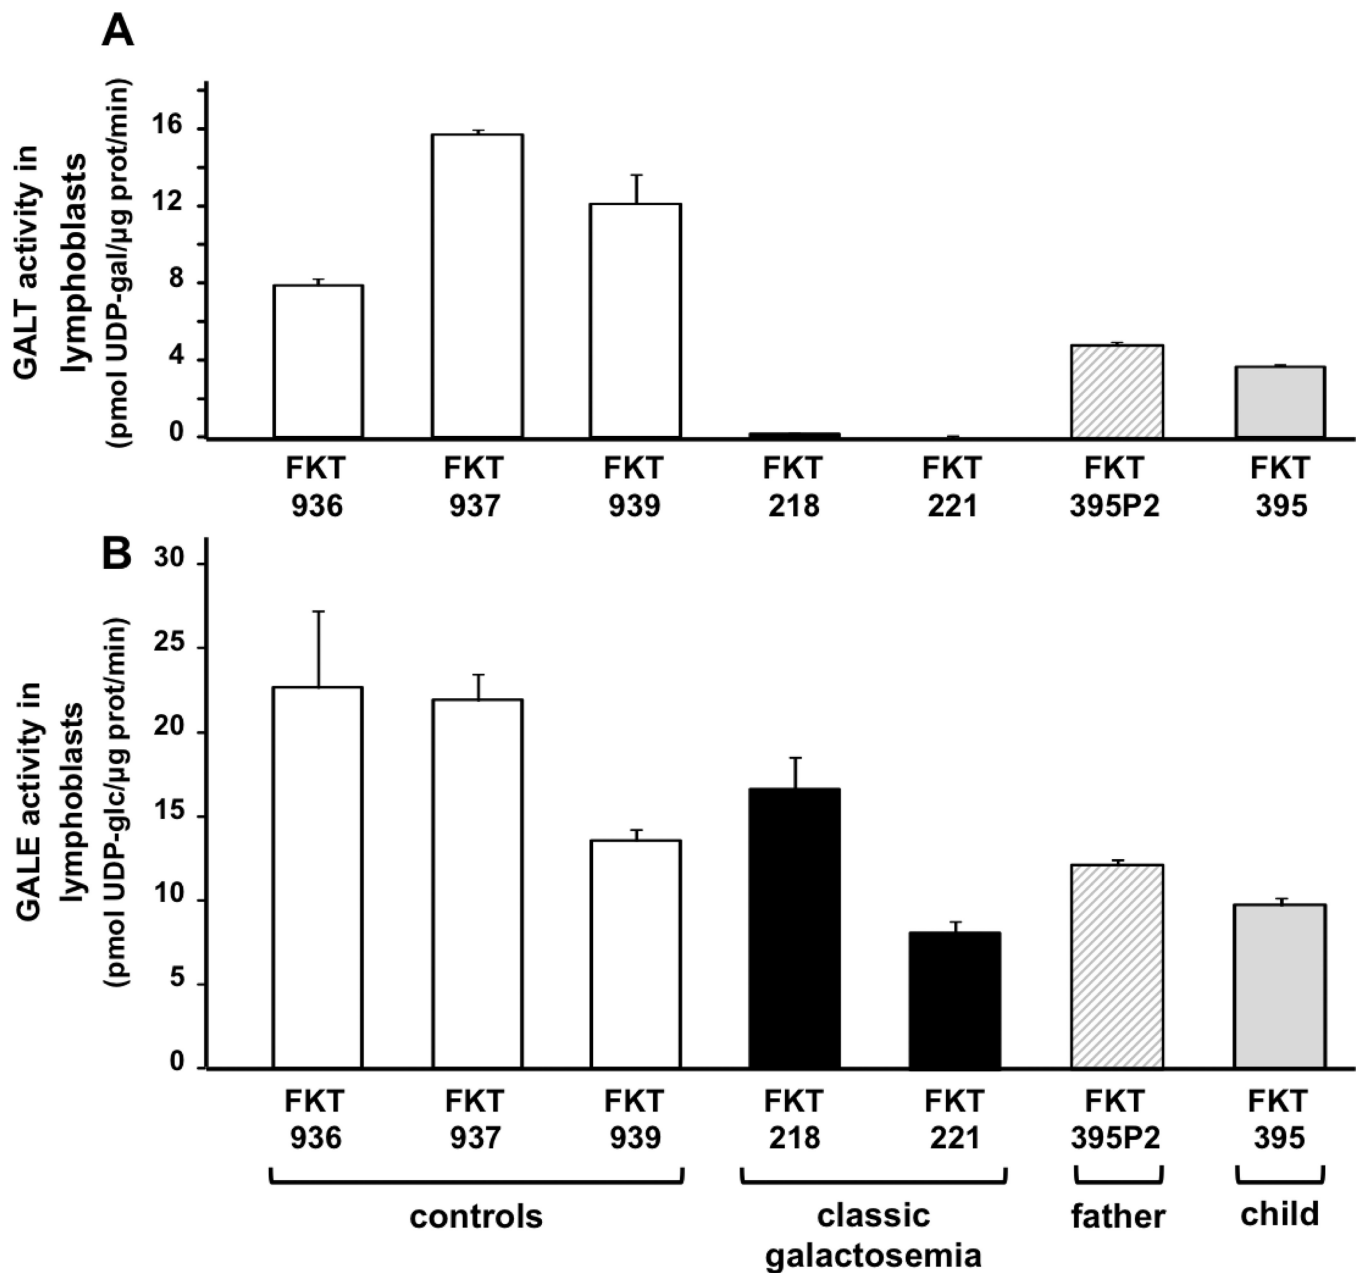 A
GALT activity in
lymphoblasts
(pmol UDP-gal/µg prot/min)
16
12
8
4
0
FKT FKT FKT FKT FKT FKT FKT
936 937 939 218 221 395P2 395
B
GALE activity in
lymphoblasts
(pmol UDP-glc/µg prot/min)
30
25
20
15
10
5
0
FKT FKT FKT FKT FKT FKT FKT
936 937 939 218 221 395P2 395
controls classic father child
galactosemia